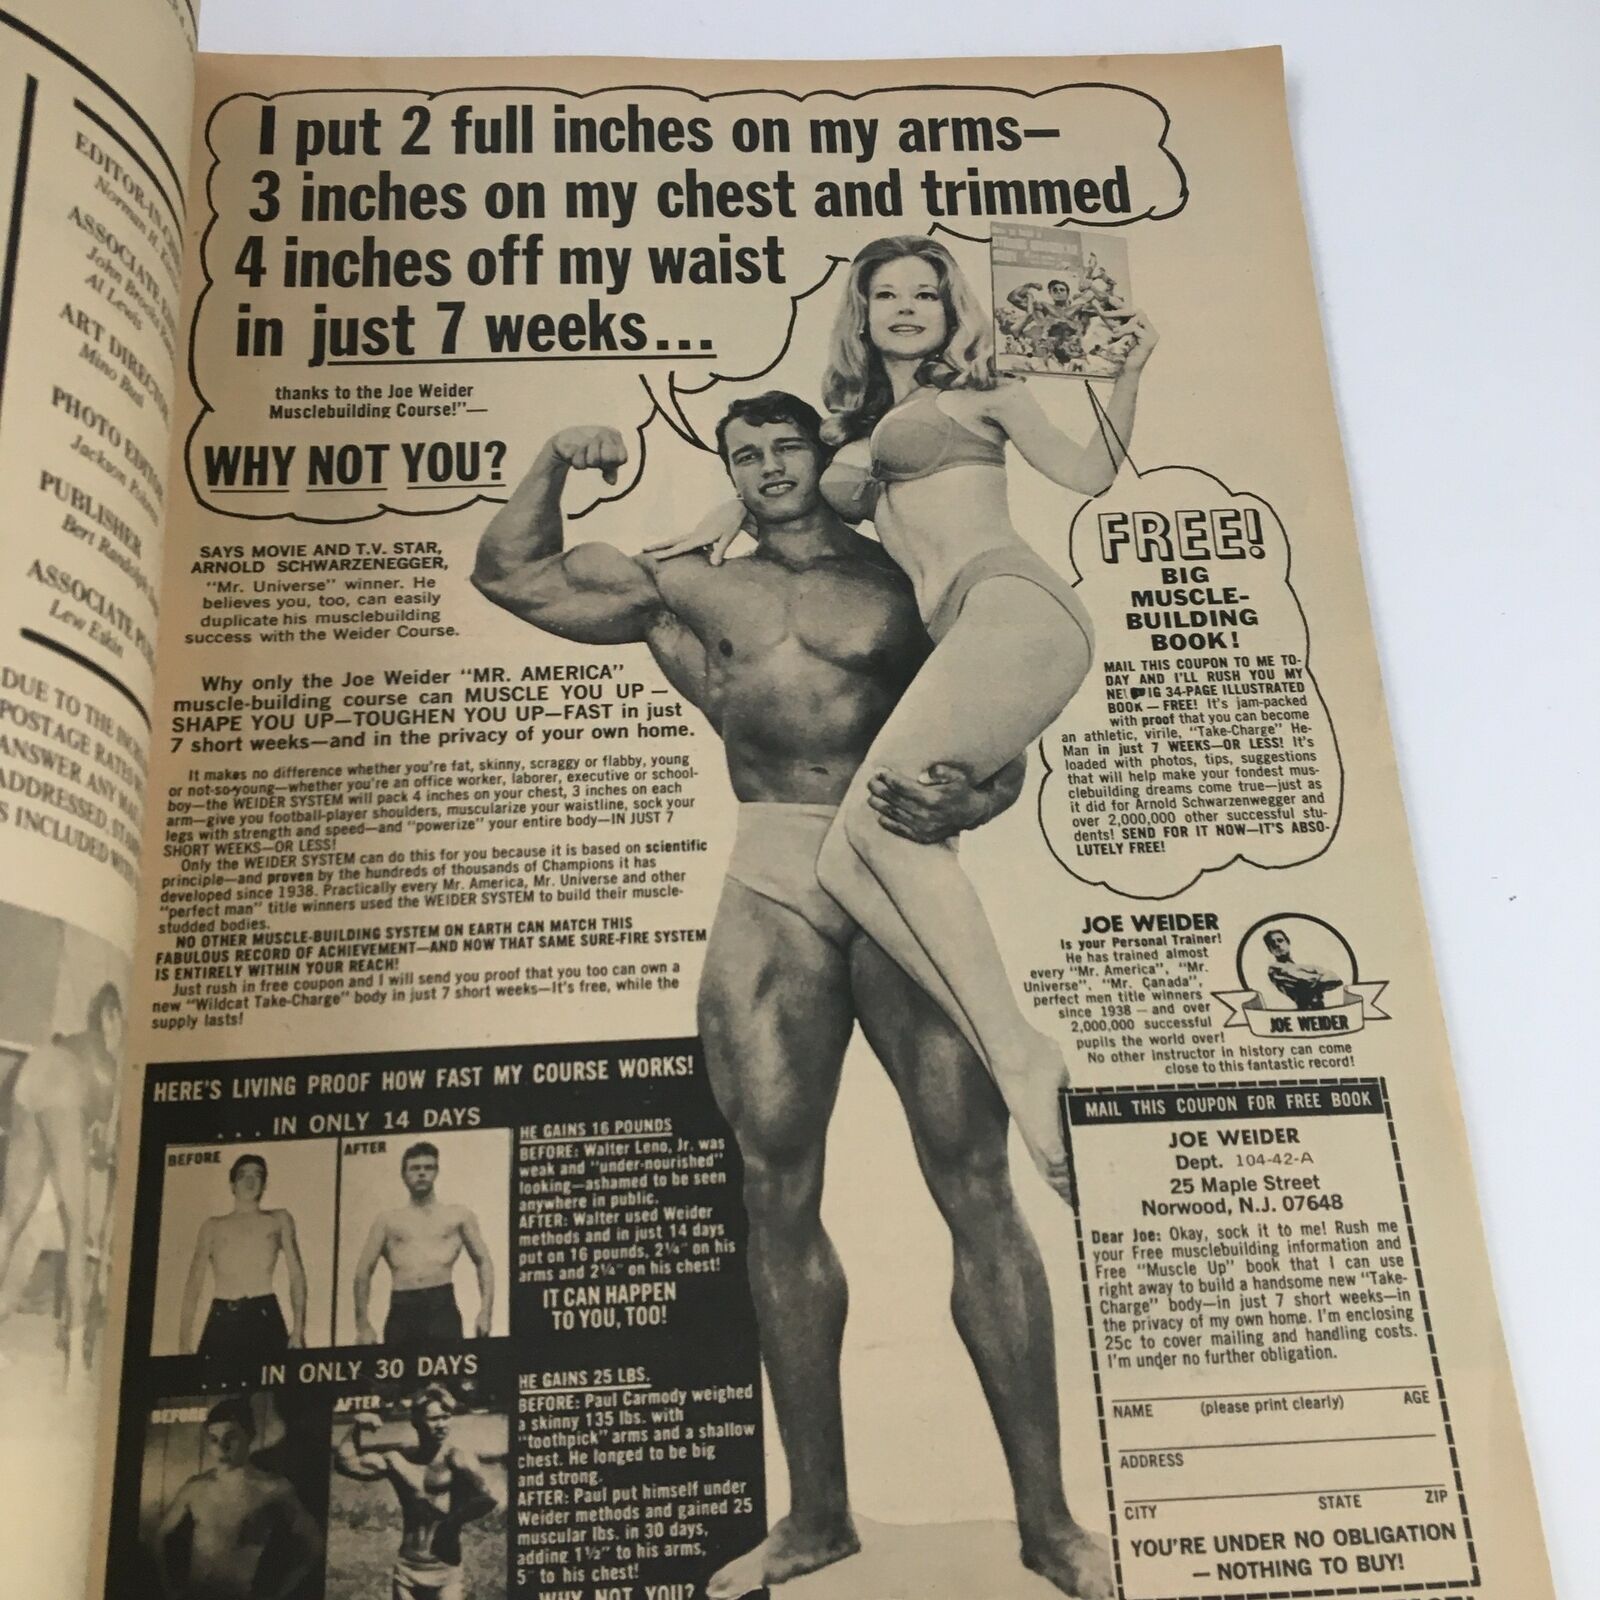 EDITOR-IN-
Norman H.
ASSOCIATE
John Brooks
Al Lewis
ART DIRECTOR
Mino
PHOTO EDITOR
Jackson
PUBLISHER
Bert Randolph
ASSOCIATE
Lew Eskin
DUE TO THE
POSTAGE RATES
ANSWER ANY MAIL
ADDRESSED,
INCLUDED
I put 2 full inches on my arms—
3 inches on my chest and trimmed
4 inches off my waist
in just 7 weeks...
thanks to the Joe Weider
Musclebuilding Course!"—
WHY NOT YOU?
SAYS MOVIE AND T.V. STAR,
ARNOLD SCHWARZENEGGER,
"Mr. Universe" winner. He
believes you, too, can easily
duplicate his musclebuilding
success with the Weider Course.
Why only the Joe Weider "MR. AMERICA"
muscle-building course can MUSCLE YOU UP —
SHAPE YOU UP—TOUGHEN YOU UP—FAST in just
7 short weeks—and in the privacy of your own home.
It makes no difference whether you're fat, skinny, scraggy or flabby, young
or not-so-young—whether you're an office worker, laborer, executive or school-
boy—the WEIDER SYSTEM will pack 4 inches on your chest, 3 inches on each
arm—give you football-player shoulders, muscularize your waistline, sock your
legs with strength and speed—and "powerize" your entire body—IN JUST 7
SHORT WEEKS—OR LESS!
Only the WEIDER SYSTEM can do this for you because it is based on scientific
principle—and proven by the hundreds of thousands of Champions it has
developed since 1938. Practically every Mr. America, Mr. Universe and other
"perfect man" title winners used the WEIDER SYSTEM to build their muscle-
studded bodies.
NO OTHER MUSCLE-BUILDING SYSTEM ON EARTH CAN MATCH THIS
FABULOUS RECORD OF ACHIEVEMENT—AND NOW THAT SAME SURE-FIRE SYSTEM
IS ENTIRELY WITHIN YOUR REACH!
Just rush in free coupon and I will send you proof that you too can own a
new "Wildcat Take-Charge" body in just 7 short weeks—It's free, while the
supply lasts!
FREE!
BIG
MUSCLE-
BUILDING
BOOK!
MAIL THIS COUPON TO ME TO-
DAY AND I'LL RUSH YOU MY
IG 34-PAGE ILLUSTRATED
BOOK — FREE! It's jam-packed
with proof that you can become
an athletic, virile, "Take-Charge" He-
Man in just 7 WEEKS—OR LESS! It's
loaded with photos, tips, suggestions
that will help make your fondest mus-
clebuilding dreams come true—just as
it did for Arnold Schwarzenwegger and
over 2,000,000 other successful stu-
dents! SEND FOR IT NOW—IT'S ABSO-
LUTELY FREE!
JOE WEIDER
Is your Personal Trainer!
He has trained almost
every "Mr. America", "Mr.
Universe". "Mr. Canada",
perfect men title winners
since 1938 — and over
2,000,000 successful
pupils the world over!
No other instructor in history can come
close to this fantastic record!
JOE WEIDER
HERE'S LIVING PROOF HOW FAST MY COURSE WORKS!
... IN ONLY 14 DAYS
BEFORE
AFTER
HE GAINS 16 POUNDS
BEFORE: Walter Leno, Jr. was
weak and "under-nourished"
looking—ashamed to be seen
anywhere in public.
AFTER: Walter used Weider
methods and in just 14 days
put on 16 pounds, 2¼" on his
arms and 2¼" on his chest!
IT CAN HAPPEN
TO YOU, TOO!
... IN ONLY 30 DAYS
BEFORE
AFTER
HE GAINS 25 LBS.
BEFORE: Paul Carmody weighed
a skinny 135 lbs. with
"toothpick" arms and a shallow
chest. He longed to be big
and strong.
AFTER: Paul put himself under
Weider methods and gained 25
muscular lbs. in 30 days,
adding 1½" to his arms,
5" to his chest!
WHY NOT YOU?
MAIL THIS COUPON FOR FREE BOOK
JOE WEIDER
Dept. 104-42-A
25 Maple Street
Norwood, N.J. 07648
Dear Joe: Okay, sock it to me! Rush me
your Free musclebuilding information and
Free "Muscle Up" book that I can use
right away to build a handsome new "Take-
Charge" body—in just 7 short weeks—in
the privacy of my own home. I'm enclosing
25c to cover mailing and handling costs.
I'm under no further obligation.
NAME (please print clearly) AGE
ADDRESS
CITY STATE ZIP
YOU'RE UNDER NO OBLIGATION
— NOTHING TO BUY!